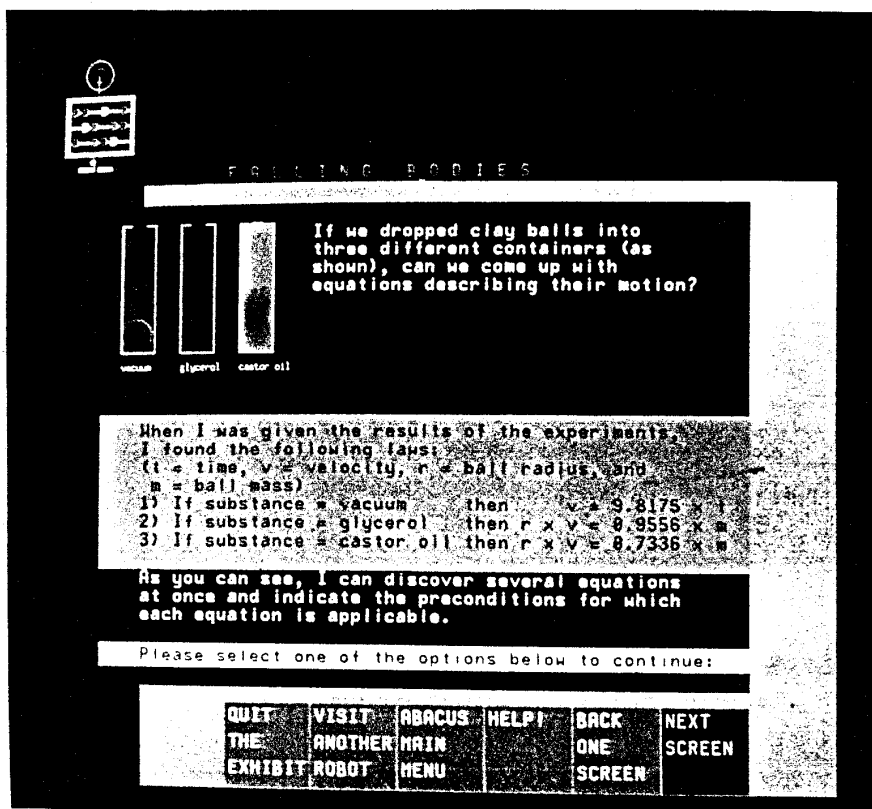 FALLING BODIES
If we dropped clay balls into
three different containers (as
shown), can we come up with
equations describing their motion?
vacuum glycerol castor oil
When I was given the results of the experiments,
I found the following laws:
(t = time, v = velocity, r = ball radius, and
m = ball mass)
1) If substance = vacuum then v = 9.8175 x t
2) If substance = glycerol then r x v = 0.9556 x m
3) If substance = castor oil then r x v = 0.7336 x m
As you can see, I can discover several equations
at once and indicate the preconditions for which
each equation is applicable.
Please select one of the options below to continue:
QUIT VISIT ABACUS HELP! BACK NEXT
THE ANOTHER MAIN ONE SCREEN
EXHIBIT ROBOT MENU SCREEN